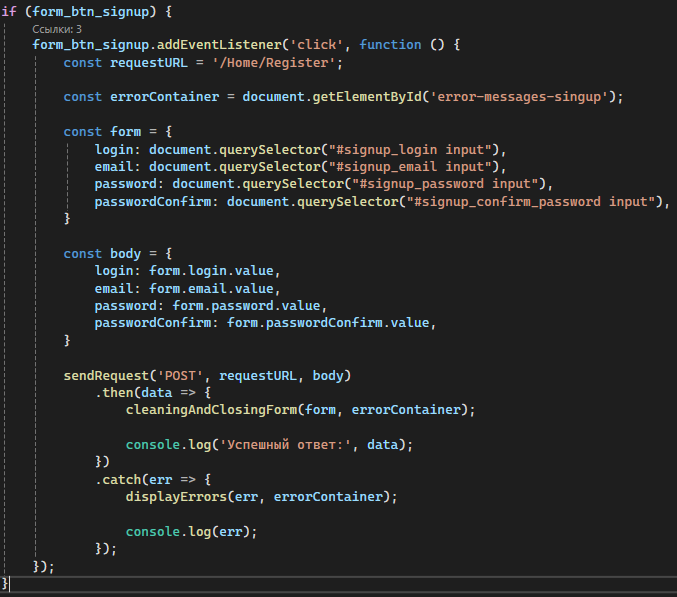 if (form_btn_signup) {
Ссылки: 3
form_btn_signup.addEventListener('click', function () {
const requestURL = '/Home/Register';
const errorContainer = document.getElementById('error-messages-singup');
const form = {
login: document.querySelector("#signup_login input"),
email: document.querySelector("#signup_email input"),
password: document.querySelector("#signup_password input"),
passwordConfirm: document.querySelector("#signup_confirm_password input"),
}
const body = {
login: form.login.value,
email: form.email.value,
password: form.password.value,
passwordConfirm: form.passwordConfirm.value,
}
sendRequest('POST', requestURL, body)
.then(data => {
cleaningAndClosingForm(form, errorContainer);
console.log('Успешный ответ:', data);
})
.catch(err => {
displayErrors(err, errorContainer);
console.log(err);
});
});
}